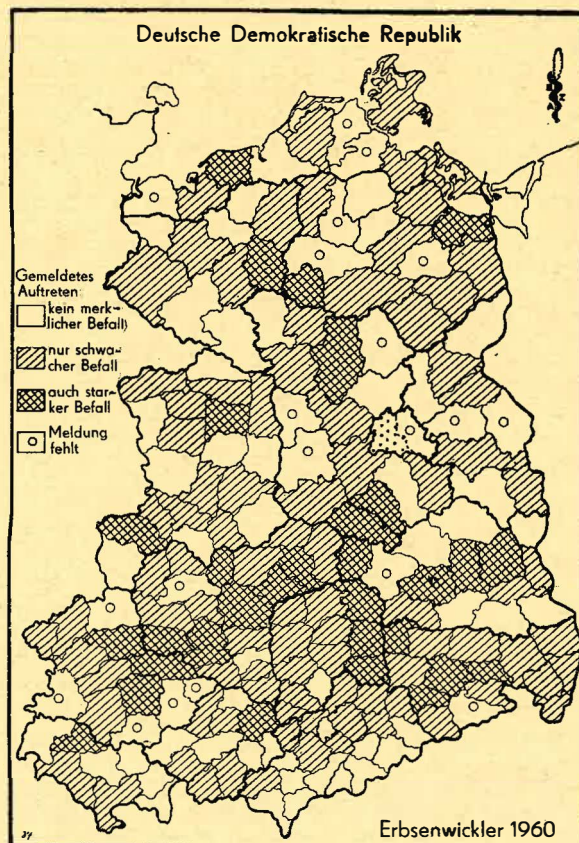 Deutsche Demokratische Republik
Gemeldetes
Auftreten:
kein merk-
licher Befall)
nur schwa-
cher Befall
auch star-
ker Befall
Meldung
fehlt
Erbsenwickler 1960